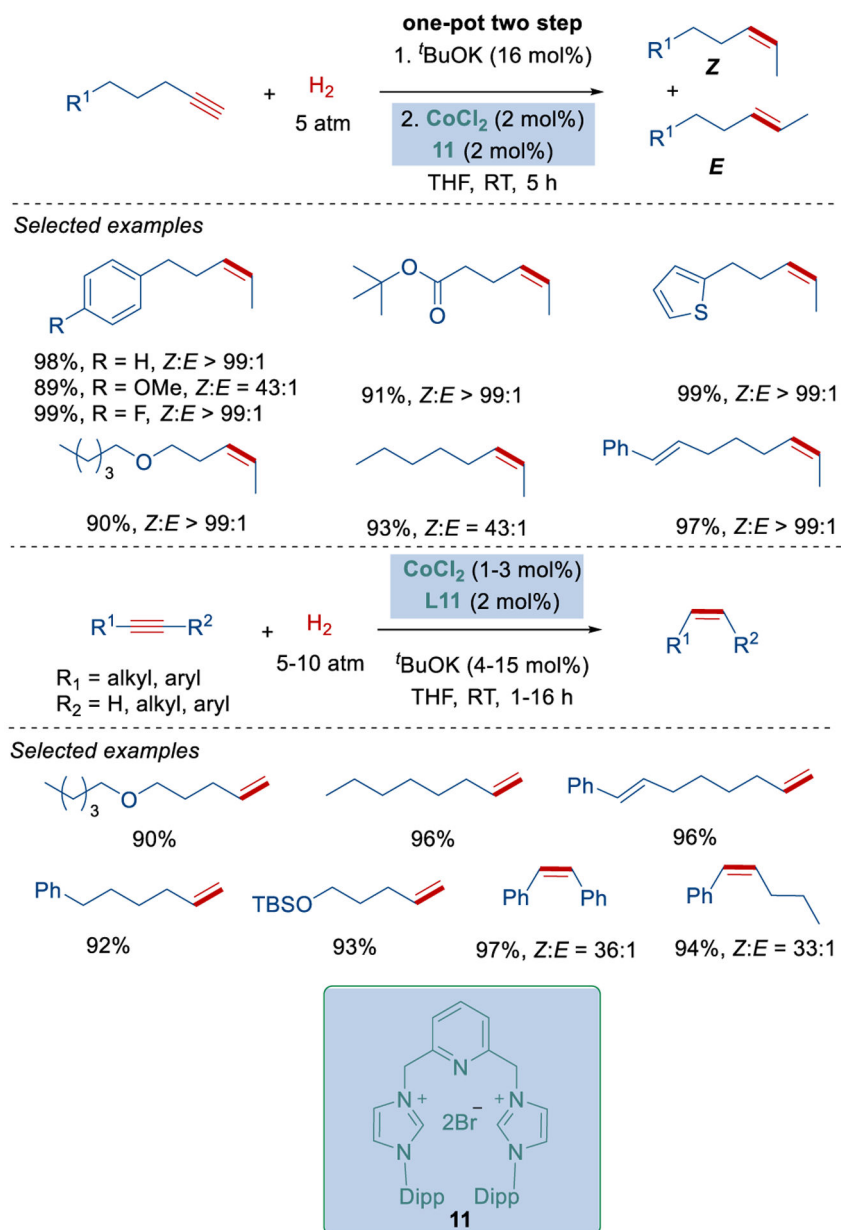 one-pot two step
1. ᵗBuOK (16 mol%)
R¹ + H₂
5 atm
2. CoCl₂ (2 mol%)
11 (2 mol%)
THF, RT, 5 h
R¹ Z
+
R¹ E
Selected examples
R
98%, R = H, Z:E > 99:1
89%, R = OMe, Z:E = 43:1
99%, R = F, Z:E > 99:1
O
O
91%, Z:E > 99:1
S
99%, Z:E > 99:1
( )₃ O
90%, Z:E > 99:1
93%, Z:E = 43:1
Ph
97%, Z:E > 99:1
R¹ R² + H₂
5-10 atm
R₁ = alkyl, aryl
R₂ = H, alkyl, aryl
CoCl₂ (1-3 mol%)
L11 (2 mol%)
ᵗBuOK (4-15 mol%)
THF, RT, 1-16 h
R¹ R²
Selected examples
( )₃ O
90%
96%
Ph
96%
Ph
92%
TBSO
93%
Ph Ph
97%, Z:E = 36:1
Ph
94%, Z:E = 33:1
N
N + 2Br⁻ + N
N N
Dipp Dipp
11